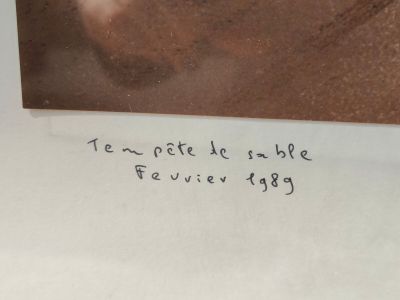 Tempête de sable
Fevrier 1989